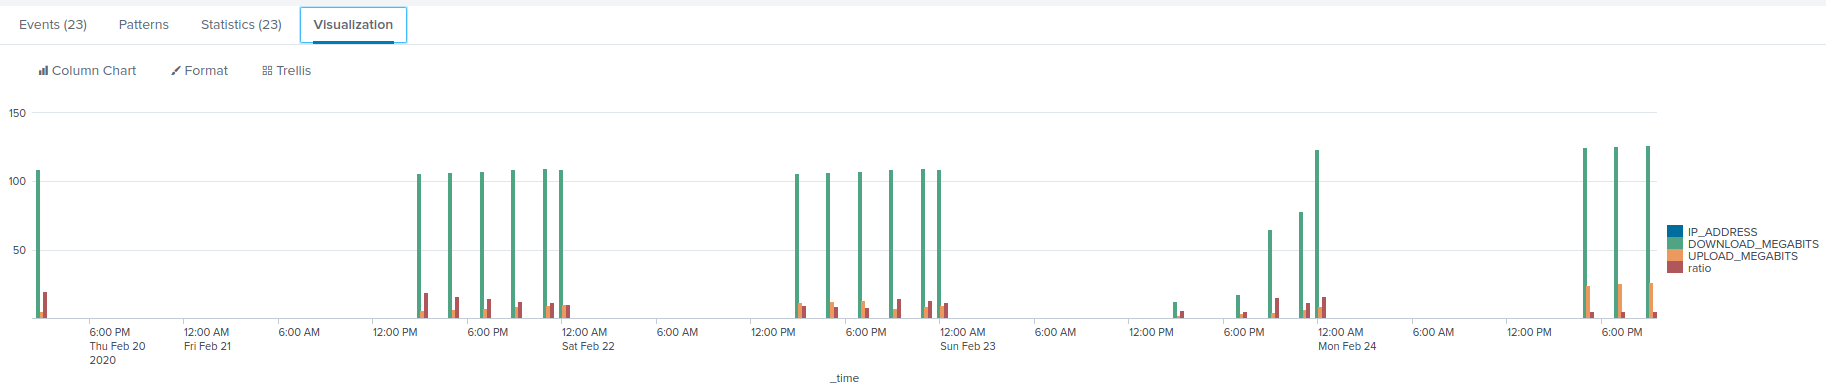 Events (23) Patterns Statistics (23) Visualization
Column Chart Format Trellis
150
100
50
IP_ADDRESS
DOWNLOAD_MEGABITS
UPLOAD_MEGABITS
ratio
6:00 PM 12:00 AM 6:00 AM 12:00 PM 6:00 PM 12:00 AM 6:00 AM 12:00 PM 6:00 PM 12:00 AM 6:00 AM 12:00 PM 6:00 PM 12:00 AM 6:00 AM 12:00 PM 6:00 PM
Thu Feb 20 Fri Feb 21 Sat Feb 22 Sun Feb 23 Mon Feb 24
2020
_time